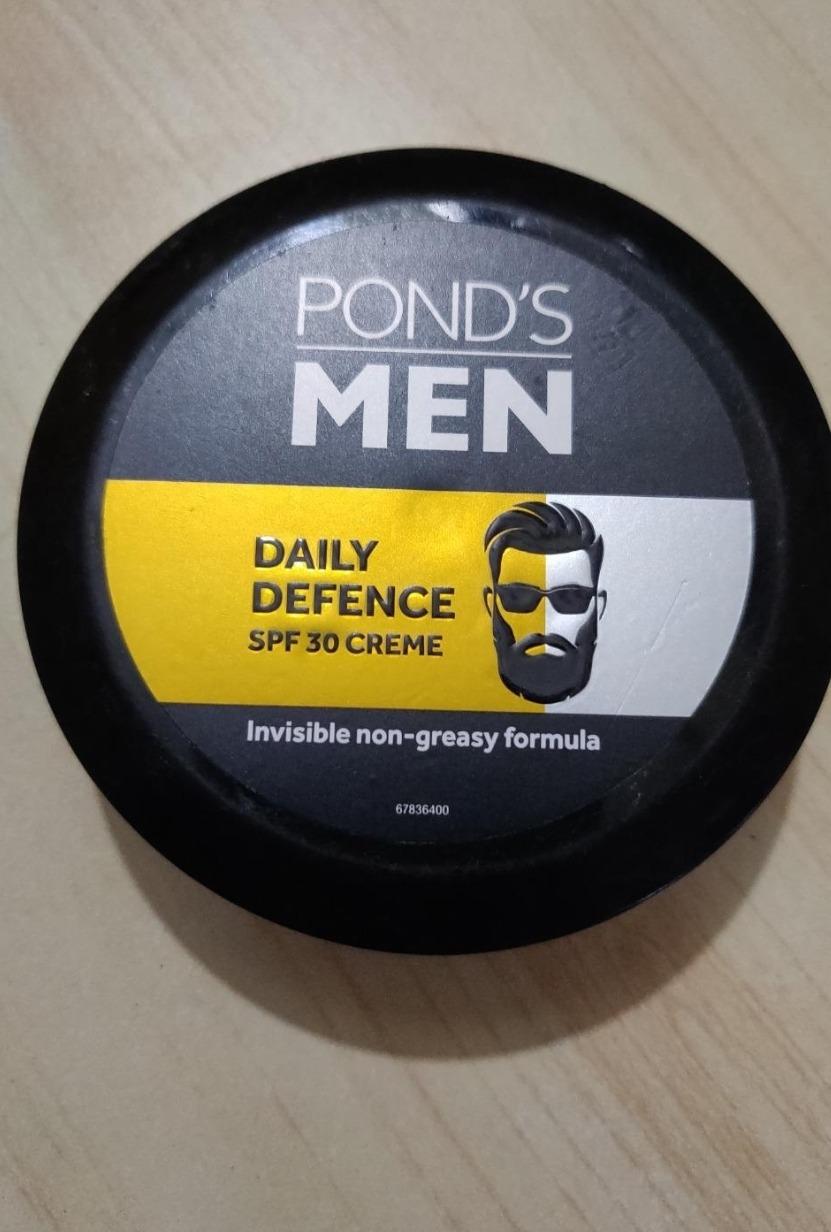 POND'S
MEN
DAILY
DEFENCE
SPF 30 CREME
Invisible non-greasy formula
67836400